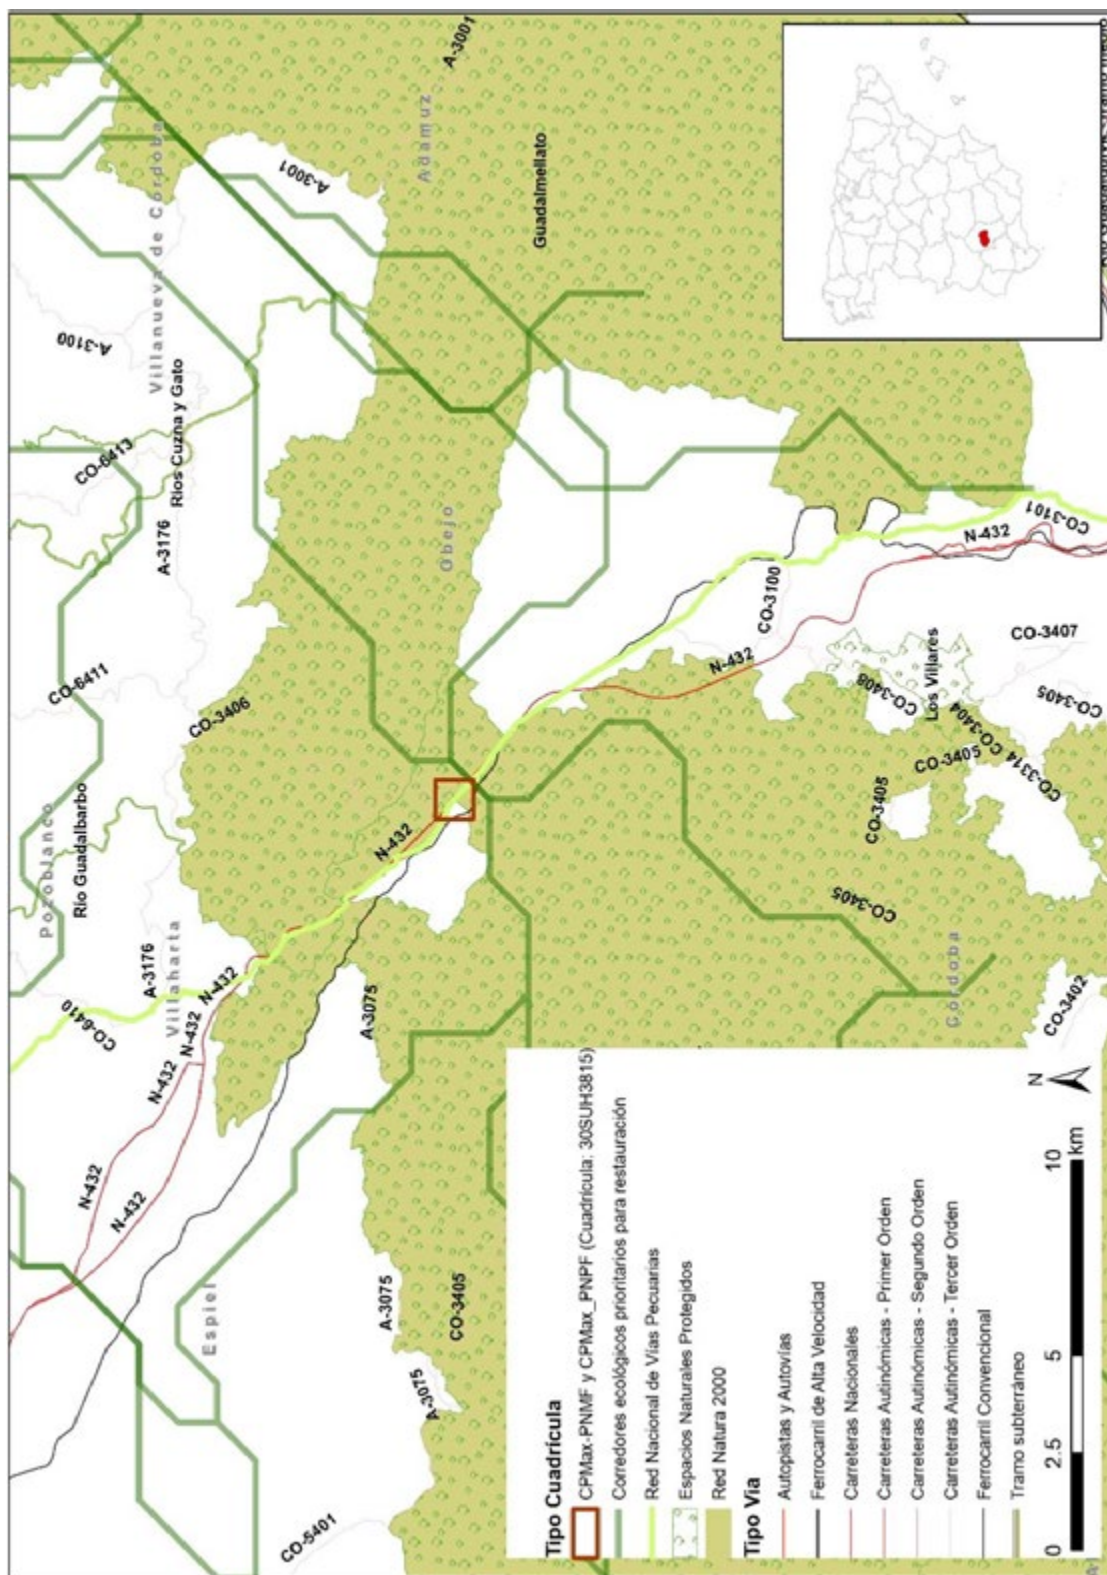 Pozoblanco
CO-6410
Río Guadalbarbo
CO-6411
CO-6413
A-3100
N-432
N-432
A-3176
Villaharta
A-3176
Ríos Cuzna y Gato
Villanueva de Córdoba
N-432
N-432
N-432
Espiel
CO-3406
CO-5401
A-3001
A-3075
A-3075
A-3075
N-432
Obejo
Adamuz
A-3001
CO-3405
Guadalmellato
Tipo Cuadrícula
CPMax-PNMF y CPMax_PNPF (Cuadrícula: 30SUH3815)
Corredores ecológicos prioritarios para restauración
Red Nacional de Vías Pecuarias
Espacios Naturales Protegidos
Red Natura 2000
Tipo Via
Autopistas y Autovías
Ferrocarril de Alta Velocidad
Carreteras Nacionales
Carreteras Autinómicas - Primer Orden
Carreteras Autinómicas - Segundo Orden
Carreteras Autinómicas - Tercer Orden
Ferrocarril Convencional
Tramo subterráneo
N-432
CO-3100
CO-3405
CO-3405
CO-3408
Los Villares
CO-3405
CO-3404
CO-3314
Córdoba
N-432
CO-3101
CO-3407
CO-3405
CO-3402
N
0 2.5 5 10
km